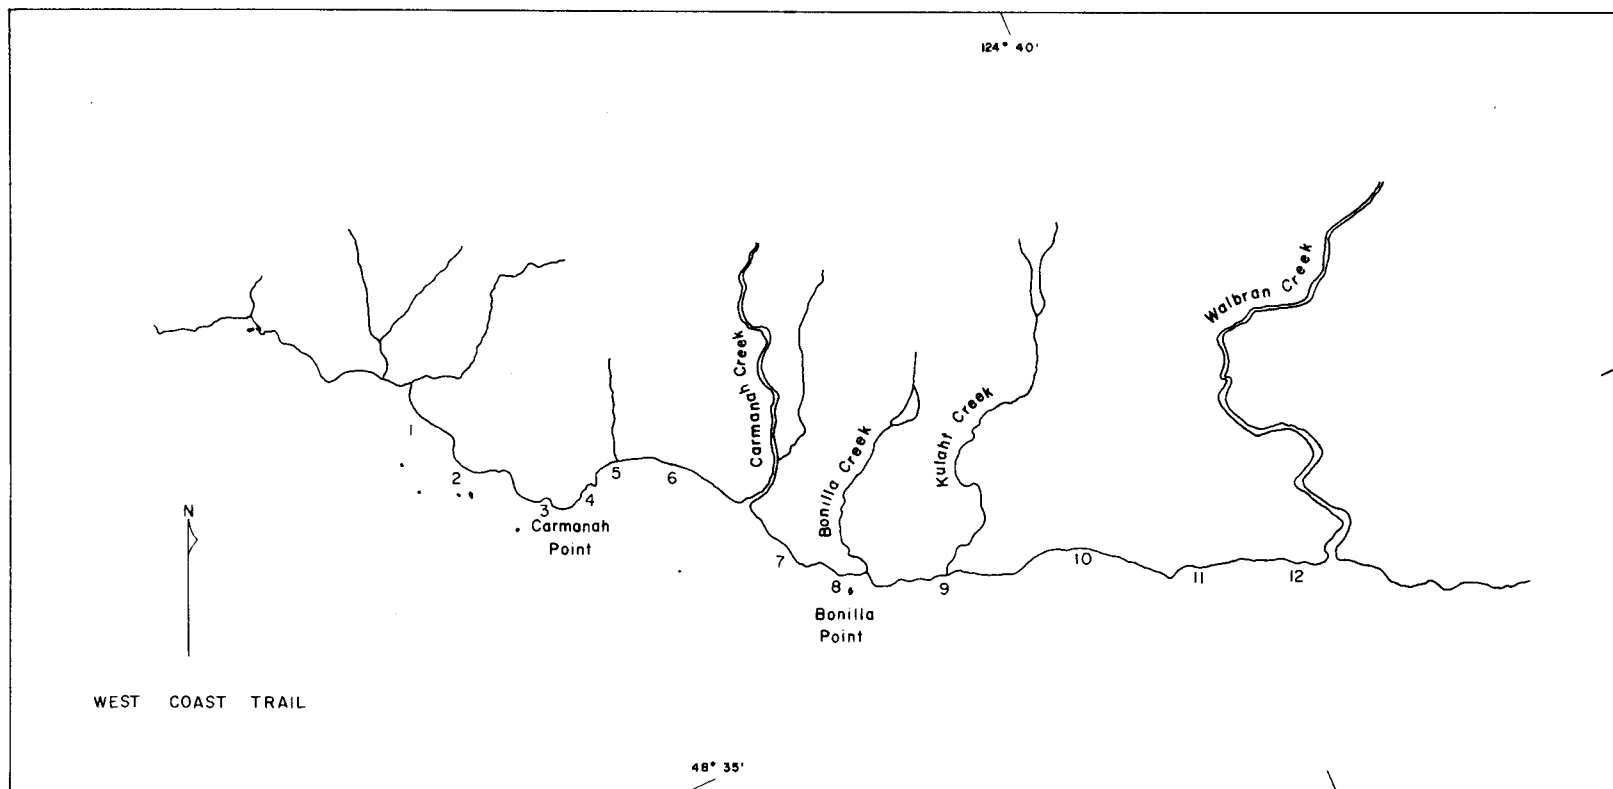 124° 40'
Walbran Creek
Carmanah Creek
Bonilla Creek
Kulaht Creek
1
2
3
4
5
6
Carmanah
Point
N
7
8
9
10
11
12
Bonilla
Point
WEST COAST TRAIL
48° 35'